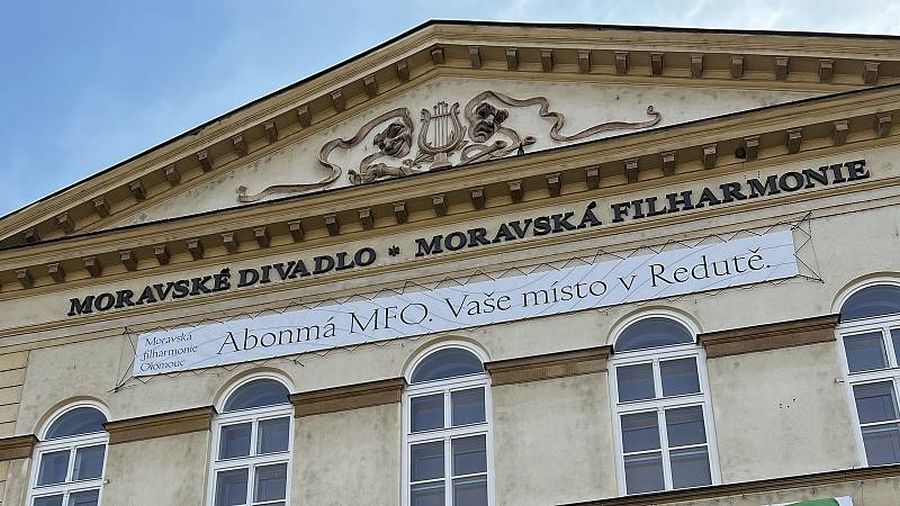 MORAVSKÉ DIVADLO * MORAVSKÁ FILHARMONIE
Moravská
filharmonie
Olomouc
Abonmá MFO. Vaše místo v Redutě.